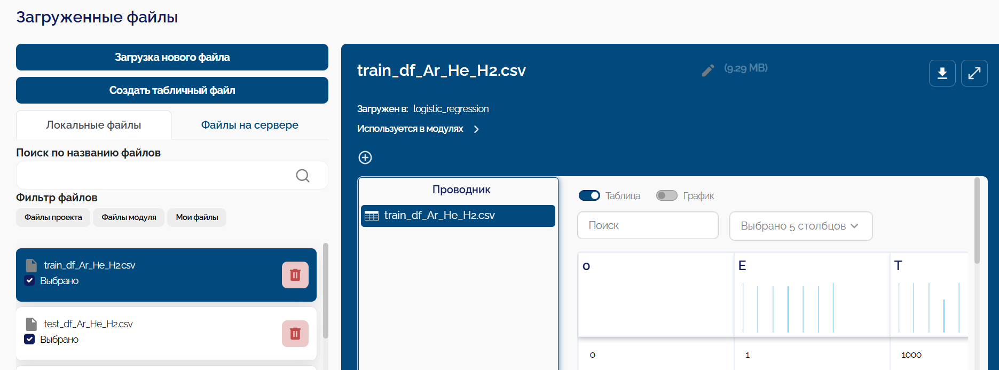 Загруженные файлы
Загрузка нового файла
Создать табличный файл
Локальные файлы
Файлы на сервере
Поиск по названию файлов
Фильтр файлов
Файлы проекта
Файлы модуля
Мои файлы
train_df_Ar_He_H2.csv
Выбрано
test_df_Ar_He_H2.csv
Выбрано
train_df_Ar_He_H2.csv
(9.29 MB)
Загружен в: logistic_regression
Используется в модулях
Проводник
train_df_Ar_He_H2.csv
Таблица
График
Поиск
Выбрано 5 столбцов
0 E T
0 1 1000